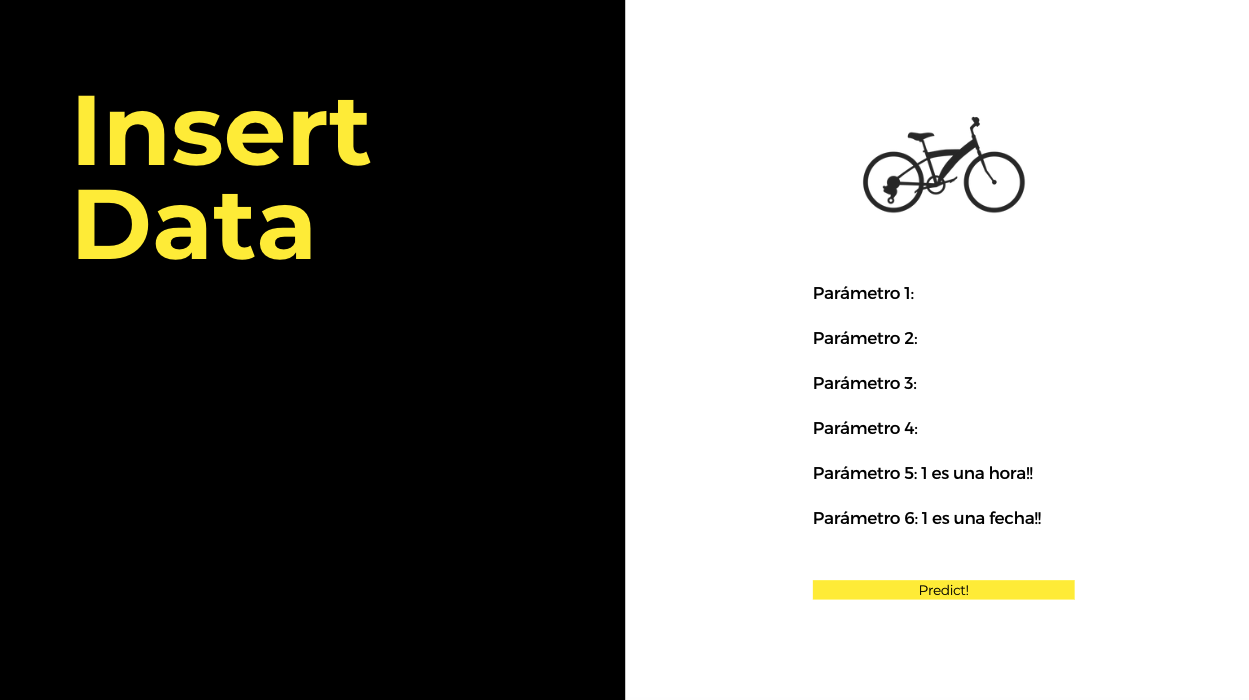 Insert
Data
Parámetro 1:
Parámetro 2:
Parámetro 3:
Parámetro 4:
Parámetro 5: 1 es una hora!!
Parámetro 6: 1 es una fecha!!
Predict!